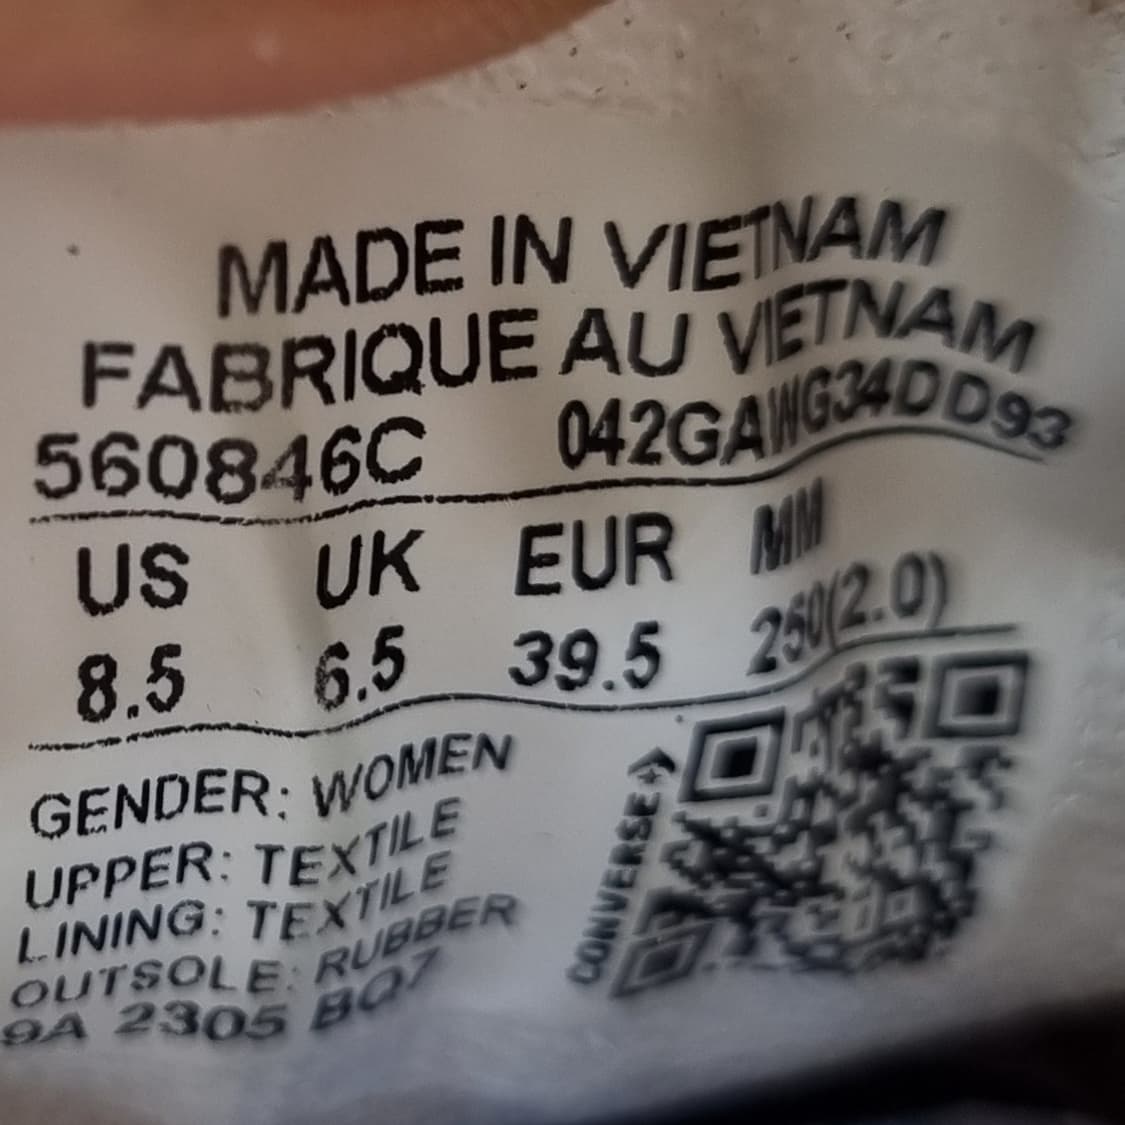 MADE IN VIETNAM
FABRIQUE AU VIETNAM
560846C 042GAWG34DD93
US UK EUR MM
8.5 6.5 39.5 250(2.0)
GENDER: WOMEN
UPPER: TEXTILE
LINING: TEXTILE
OUTSOLE: RUBBER
9A 2305 BQ7
CONVERSE